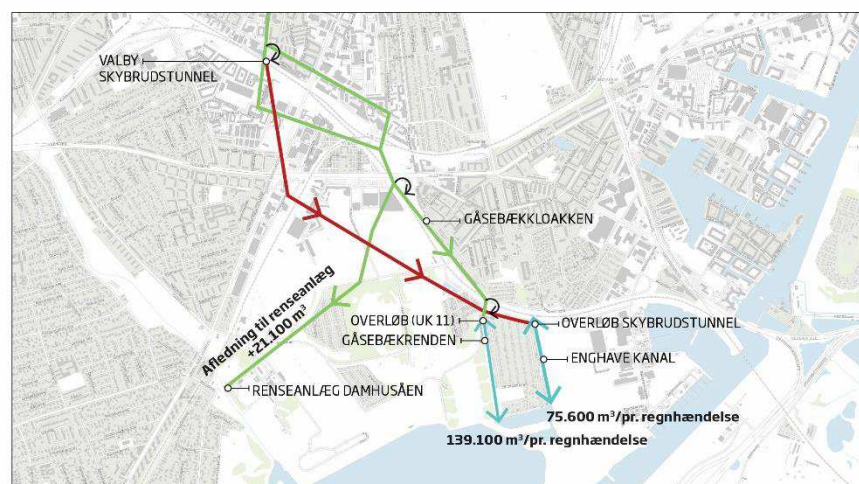 VALBY
SKYBRUDSTUNNEL
GÅSEBÆKKLOAKKEN
Afledning til renseanlæg
+21.100 m³
OVERLØB (UK 11)
GÅSEBÆKRENDEN
OVERLØB SKYBRUDSTUNNEL
ENGHAVE KANAL
RENSEANLÆG DAMHUSÅEN
75.600 m³/pr. regnhændelse
139.100 m³/pr. regnhændelse